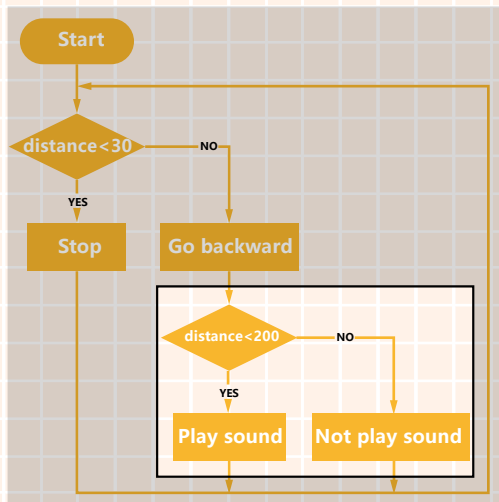 Start
distance<30
NO
YES
Stop
Go backward
distance<200
NO
YES
Play sound
Not play sound